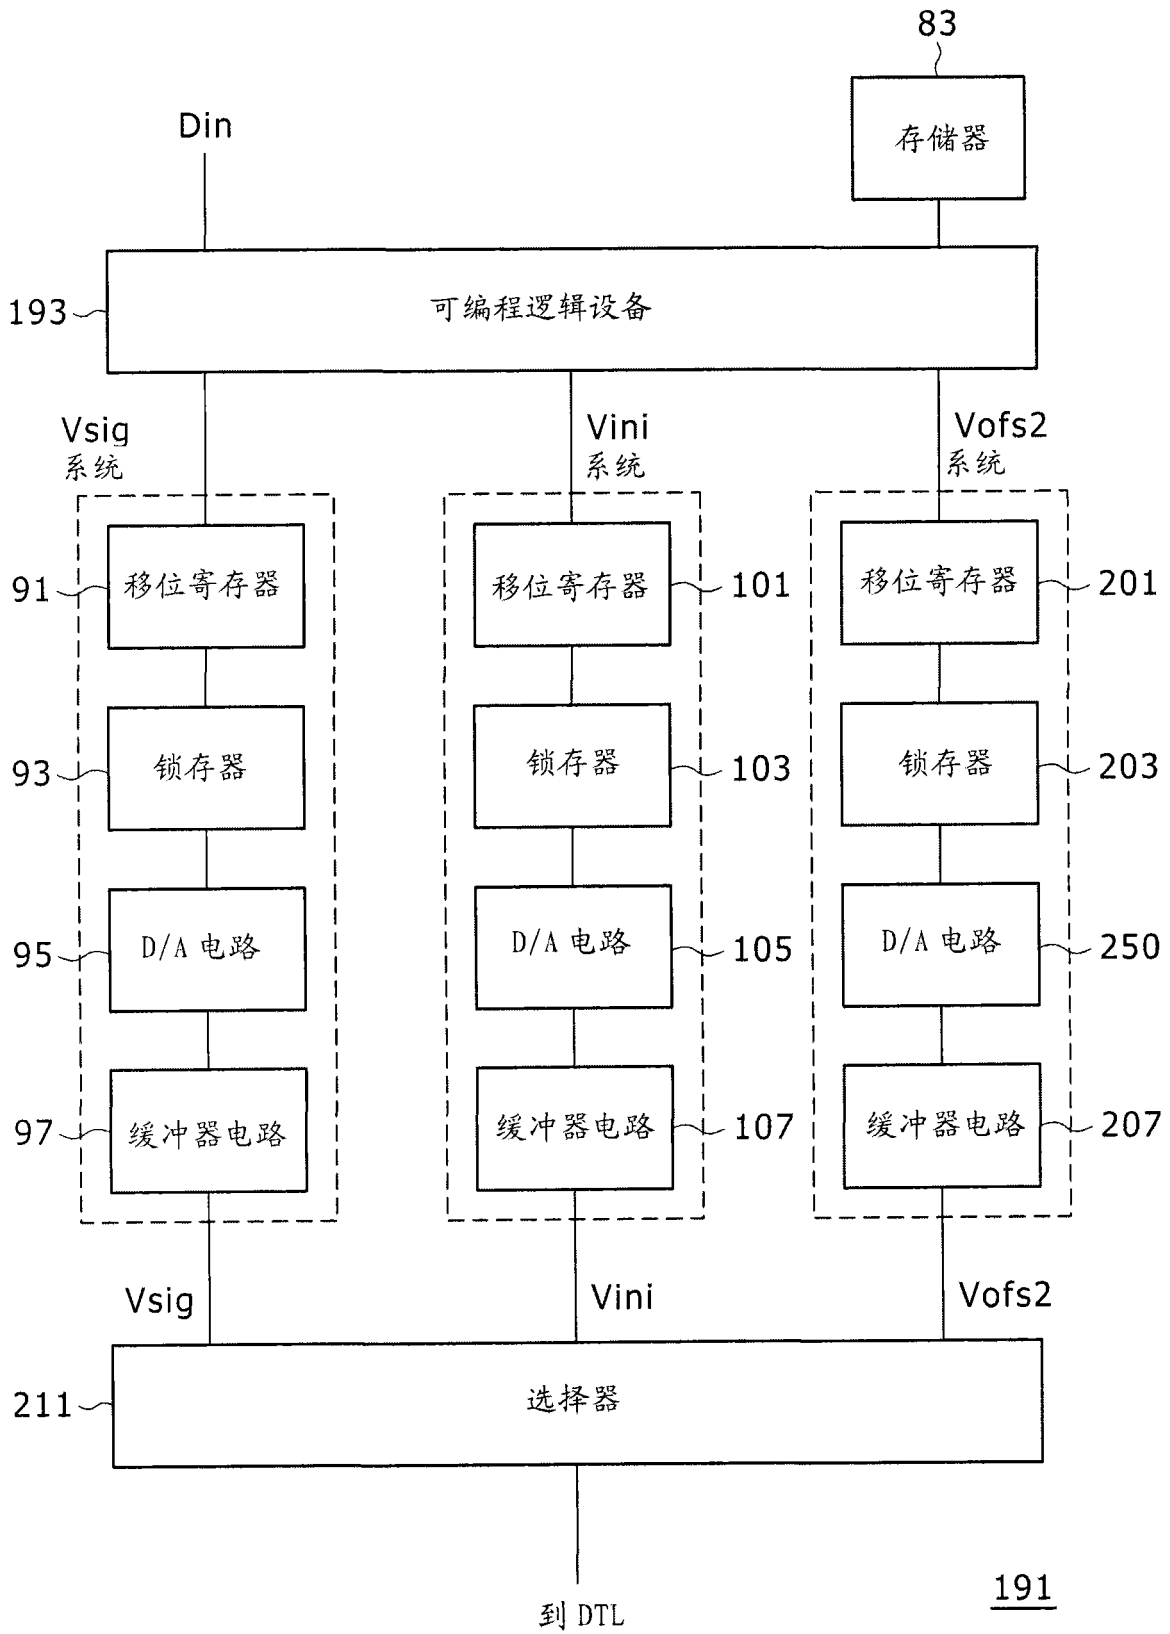 83
存储器
Din
193
可编程逻辑设备
Vsig
系统
Vini
系统
Vofs2
系统
91
移位寄存器
移位寄存器
101
移位寄存器
201
93
锁存器
锁存器
103
锁存器
203
95
D/A 电路
D/A 电路
105
D/A 电路
250
97
缓冲器电路
缓冲器电路
107
缓冲器电路
207
Vsig
Vini
Vofs2
211
选择器
到 DTL
191